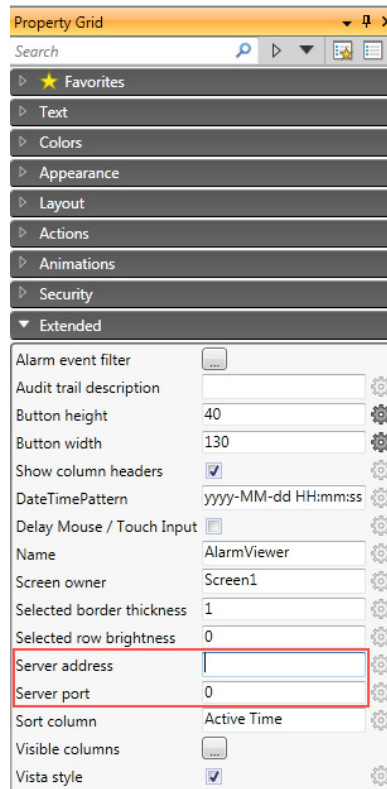 Property Grid
Search
Favorites
Text
Colors
Appearance
Layout
Actions
Animations
Security
Extended
Alarm event filter ...
Audit trail description
Button height 40
Button width 130
Show column headers
DateTimePattern yyyy-MM-dd HH:mm:ss
Delay Mouse / Touch Input
Name AlarmViewer
Screen owner Screen1
Selected border thickness 1
Selected row brightness 0
Server address
Server port 0
Sort column Active Time
Visible columns ...
Vista style